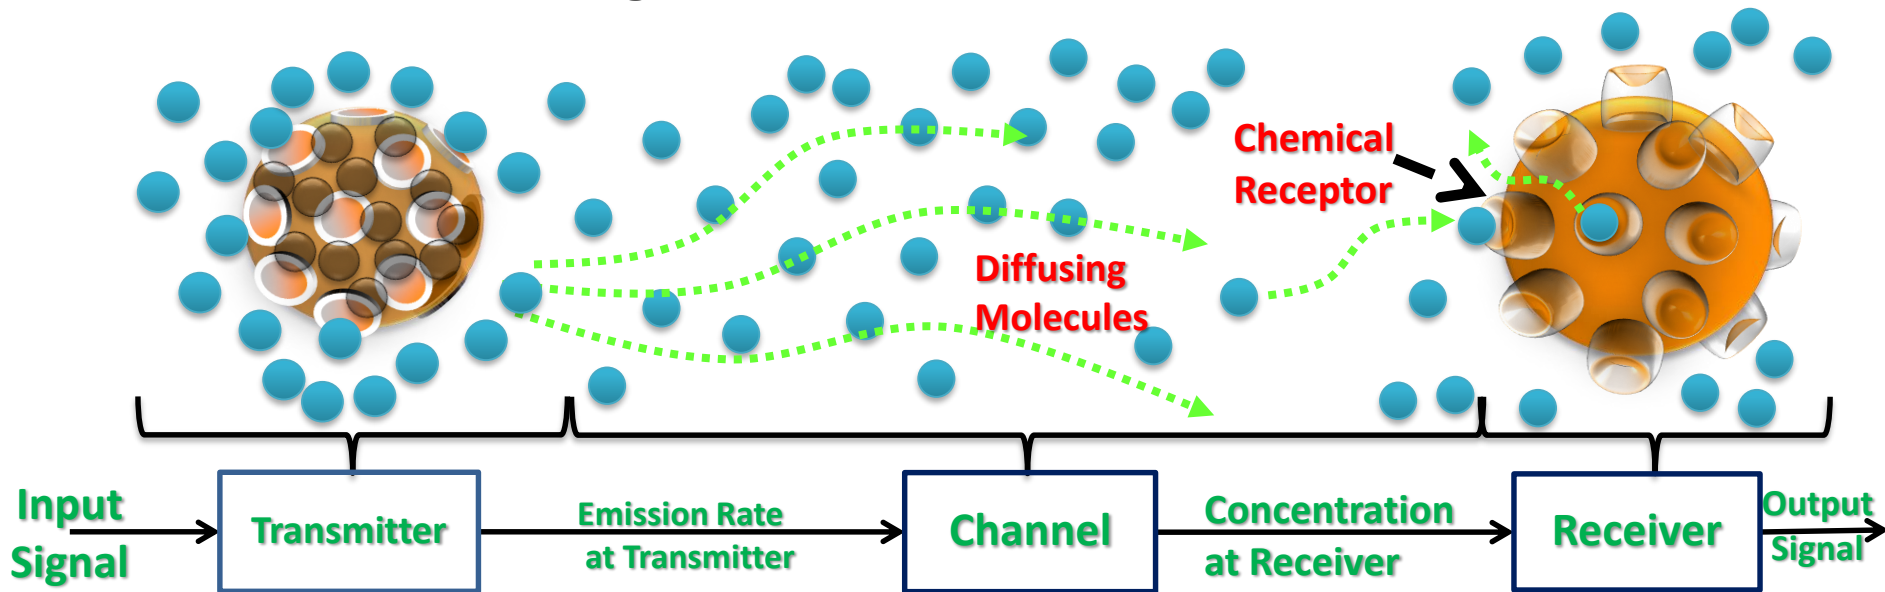 Chemical
Receptor
Diffusing
Molecules
Input
Signal
Transmitter
Emission Rate
at Transmitter
Channel
Concentration
at Receiver
Receiver
Output
Signal